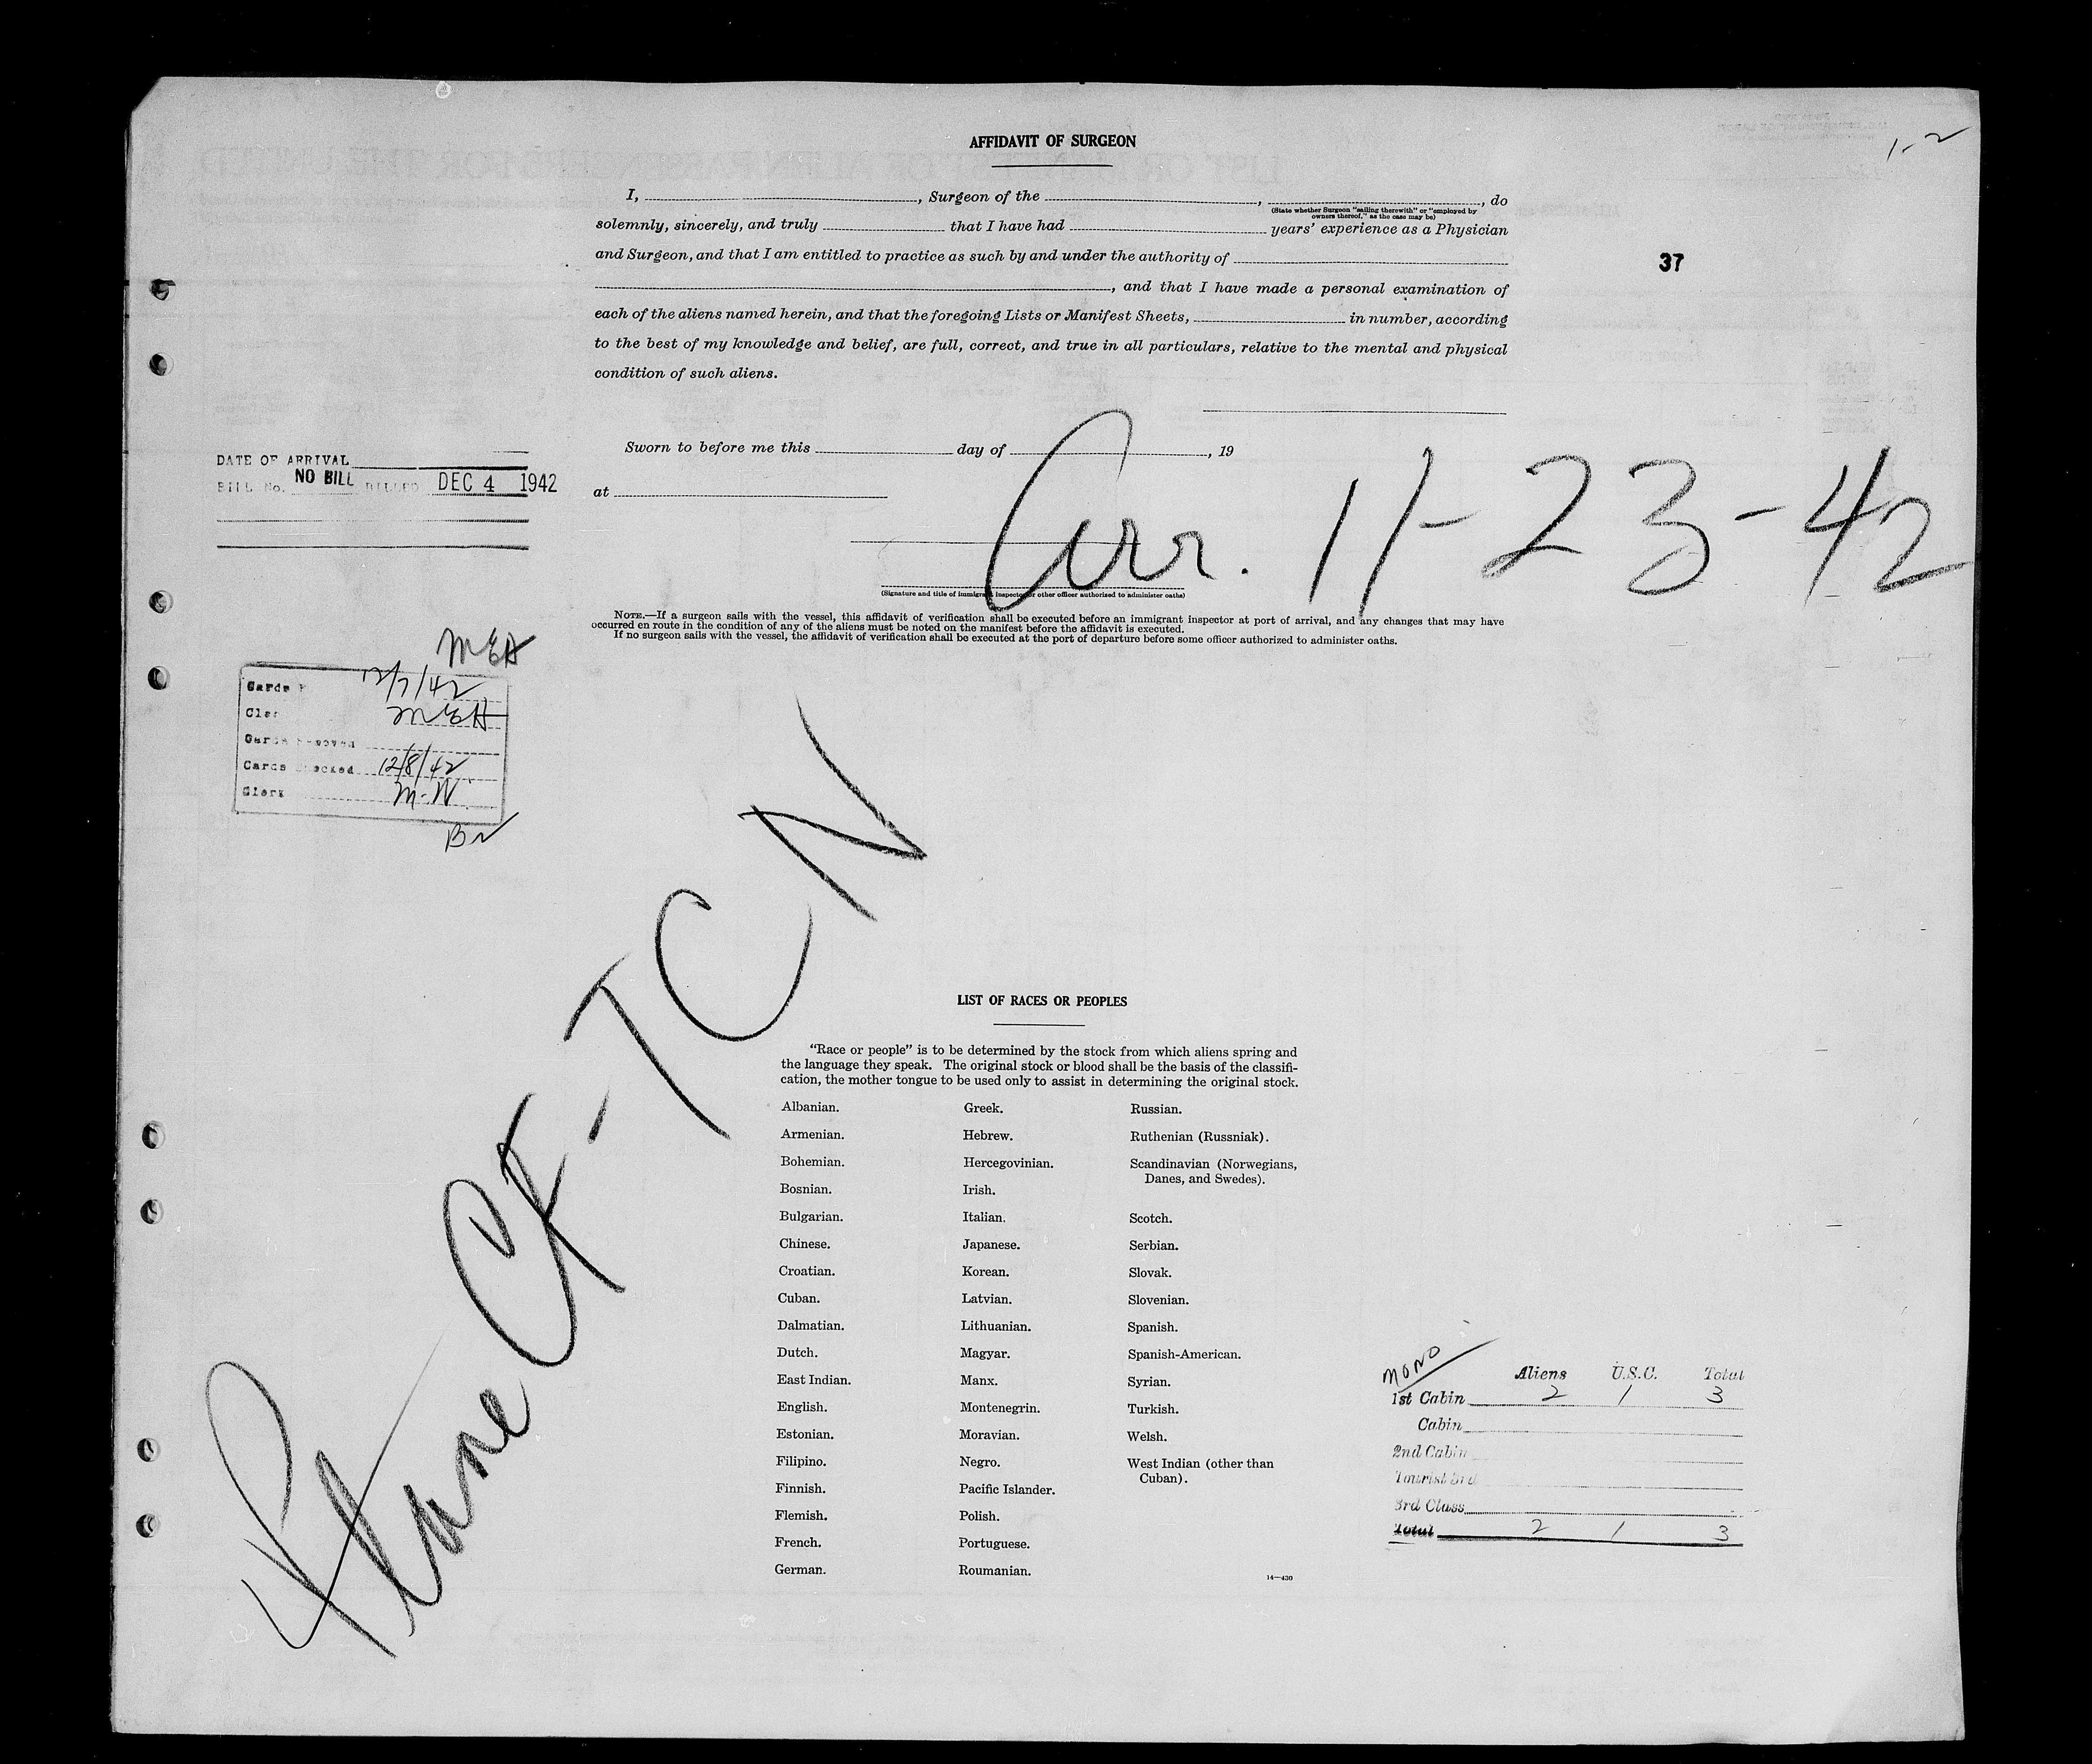 AFFIDAVIT OF SURGEON
1-2
I, , Surgeon of the , , do
(State whether Surgeon "sailing therewith" or "employed by
owners thereof," as the case may be)
solemnly, sincerely, and truly that I have had years' experience as a Physician
and Surgeon, and that I am entitled to practice as such by and under the authority of
37
, and that I have made a personal examination of
each of the aliens named herein, and that the foregoing Lists or Manifest Sheets, in number, according
to the best of my knowledge and belief, are full, correct, and true in all particulars, relative to the mental and physical
condition of such aliens.
Sworn to before me this day of , 19
at
DATE OF ARRIVAL
BILL No. NO BILL BILLED DEC 4 1942
Arr. 11-23-42
(Signature and title of immigrant inspector or other officer authorized to administer oaths)
NOTE.—If a surgeon sails with the vessel, this affidavit of verification shall be executed before an immigrant inspector at port of arrival, and any changes that may have
occurred en route in the condition of any of the aliens must be noted on the manifest before the affidavit is executed.
If no surgeon sails with the vessel, the affidavit of verification shall be executed at the port of departure before some officer authorized to administer oaths.
MEH
Cards 12/7/42
MEH
Cards
Cards 12/8/42
Clerk M-W
BN
Plane CF-TCN
LIST OF RACES OR PEOPLES
"Race or people" is to be determined by the stock from which aliens spring and
the language they speak. The original stock or blood shall be the basis of the classifi-
cation, the mother tongue to be used only to assist in determining the original stock.
Albanian.
Armenian.
Bohemian.
Bosnian.
Bulgarian.
Chinese.
Croatian.
Cuban.
Dalmatian.
Dutch.
East Indian.
English.
Estonian.
Filipino.
Finnish.
Flemish.
French.
German.
Greek.
Hebrew.
Hercegovinian.
Irish.
Italian.
Japanese.
Korean.
Latvian.
Lithuanian.
Magyar.
Manx.
Montenegrin.
Moravian.
Negro.
Pacific Islander.
Polish.
Portuguese.
Roumanian.
Russian.
Ruthenian (Russniak).
Scandinavian (Norwegians,
Danes, and Swedes).
Scotch.
Serbian.
Slovak.
Slovenian.
Spanish.
Spanish-American.
Syrian.
Turkish.
Welsh.
West Indian (other than
Cuban).
14—430
MONO
Aliens U.S.C. Total
1st Cabin 2 1 3
Cabin
2nd Cabin
Tourist 3rd
3rd Class
Total 2 1 3